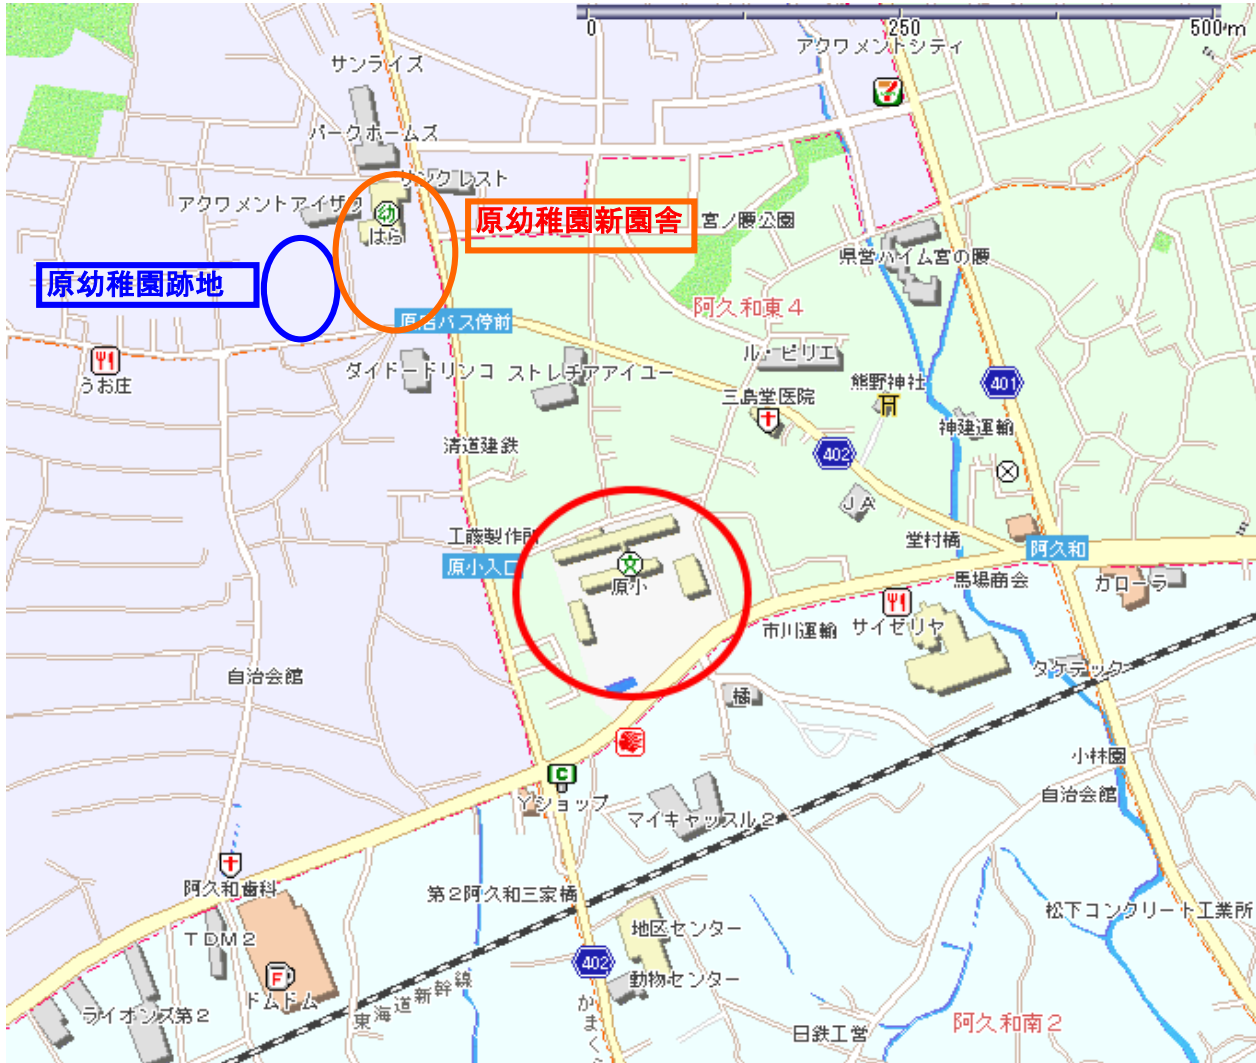 0
250
500m
サンライズ
アクワメントシティ
パークホームズ
リンクレスト
アクワメントアイザク
幼
はら
原幼稚園新園舎
宮ノ腰公園
県営ハイム宮の腰
原幼稚園跡地
阿久和東4
原店バス停前
うお庄
ダイドードリンコ
ストレチアアイユー
ル・ピリエ
三島堂医院
熊野神社
401
神建運輸
清道建鉄
402
JA
工藤製作所
堂村橋
阿久和
原小入口
文
原小
馬場商会
カローラ
市川運輸
サイゼリヤ
タケテック
自治会館
橘
小林園
C
Yショップ
自治会館
マイキャッスル2
阿久和歯科
第2阿久和三家橋
松下コンクリート工業所
TDM2
地区センター
402
F
ドムドム
動物センター
東海道新幹線
ライオンズ第2
かまくら
日鉄工営
阿久和南2